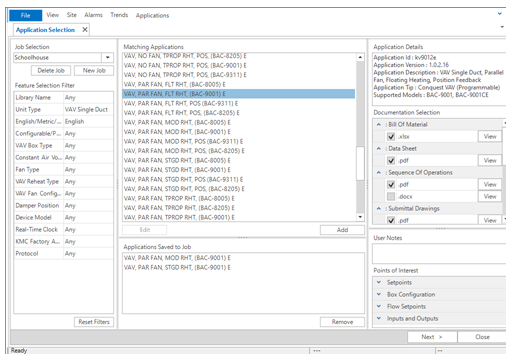 File View Site Alarms Trends Applications
Application Selection
Job Selection
Schoolhouse
Delete Job New Job
Feature Selection Filter
Library Name Any
Unit Type VAV Single Duct
English/Metric/... English
Configurable/P... Any
VAV Box Type Any
Constant Air Vo... Any
Fan Type Any
VAV Reheat Type Any
VAV Fan Config... Any
Damper Position Any
Device Model Any
Real-Time Clock Any
KMC Factory A... Any
Protocol Any
Reset Filters
Matching Applications
VAV, NO FAN, TPROP RHT, POS, (BAC-8205) E
VAV, NO FAN, TPROP RHT, POS, (BAC-9001) E
VAV, NO FAN, TPROP RHT, POS, (BAC-9311) E
VAV, PAR FAN, FLT RHT, (BAC-8005) E
VAV, PAR FAN, FLT RHT, (BAC-9001) E
VAV, PAR FAN, FLT RHT, POS (BAC-9311) E
VAV, PAR FAN, FLT RHT, POS, (BAC-8205) E
VAV, PAR FAN, MOD RHT, (BAC-8005) E
VAV, PAR FAN, MOD RHT, (BAC-9001) E
VAV, PAR FAN, MOD RHT, POS (BAC-9311) E
VAV, PAR FAN, MOD RHT, POS, (BAC-8205) E
VAV, PAR FAN, STGD RHT, (BAC-8005) E
VAV, PAR FAN, STGD RHT, (BAC-9001) E
VAV, PAR FAN, STGD RHT, POS (BAC-9311) E
VAV, PAR FAN, STGD RHT, POS, (BAC-8205) E
VAV, PAR FAN, TPROP RHT, (BAC-8005) E
VAV, PAR FAN, TPROP RHT, (BAC-8205) E
VAV, PAR FAN, TPROP RHT, (BAC-9001) E
Edit Add
Applications Saved to Job
VAV, PAR FAN, MOD RHT, (BAC-9001) E
VAV, PAR FAN, STGD RHT, (BAC-9001) E
Remove
Application Details
Application Id : kv9012e
Application Version : 1.0.2.16
Application Description : VAV Single Duct, Parallel
Fan, Floating Heating, Position Feedback
Application Tip : Conquest VAV (Programmable)
Supported Models : BAC-9001, BAC-9001CE
Documentation Selection
: Bill Of Material
.xlsx View
: Data Sheet
.pdf View
: Sequence Of Operations
.pdf View
.docx View
: Submittal Drawings
.pdf View
User Notes
Points of Interest
Setpoints
Box Configuration
Flow Setpoints
Inputs and Outputs
Next > Close
Ready --- --